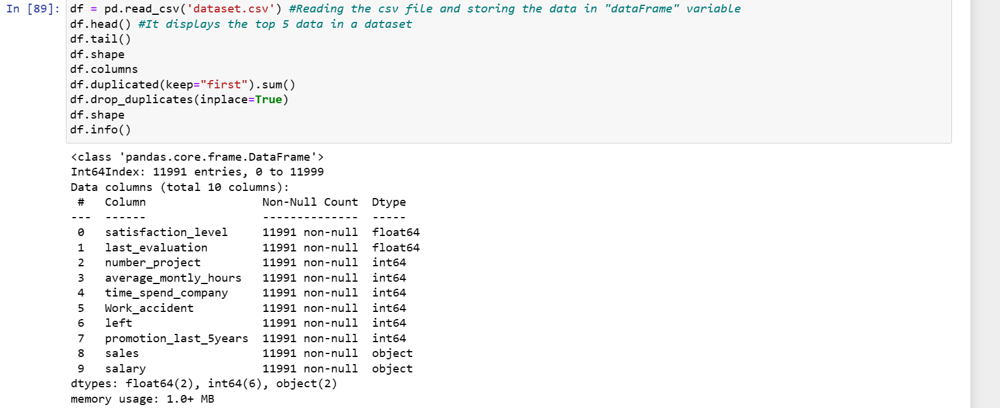 In [89]: df = pd.read_csv('dataset.csv') #Reading the csv file and storing the data in "dataFrame" variable
df.head() #It displays the top 5 data in a dataset
df.tail()
df.shape
df.columns
df.duplicated(keep="first").sum()
df.drop_duplicates(inplace=True)
df.shape
df.info()
<class 'pandas.core.frame.DataFrame'>
Int64Index: 11991 entries, 0 to 11999
Data columns (total 10 columns):
 #   Column                 Non-Null Count  Dtype
---  ------                 --------------  -----
 0   satisfaction_level     11991 non-null  float64
 1   last_evaluation        11991 non-null  float64
 2   number_project         11991 non-null  int64
 3   average_montly_hours   11991 non-null  int64
 4   time_spend_company     11991 non-null  int64
 5   Work_accident          11991 non-null  int64
 6   left                   11991 non-null  int64
 7   promotion_last_5years  11991 non-null  int64
 8   sales                  11991 non-null  object
 9   salary                 11991 non-null  object
dtypes: float64(2), int64(6), object(2)
memory usage: 1.0+ MB